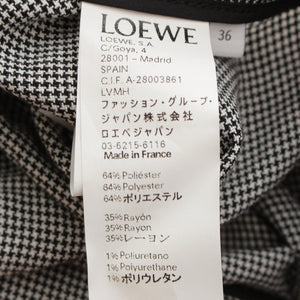 LOEWE
36
LOEWE, S.A.
C/Goya, 4
28001 - Madrid
SPAIN
C.I.F. A-28003861
LVMH
ファッション・グループ・
ジャパン株式会社
ロエベジャパン
03-6215-6116
Made in France
64% Poliéster
84% Polyester
64% ポリエステル
35% Rayón
35% Rayon
35% レーヨン
1% Poliuretano
1% Polyurethane
1% ポリウレタン